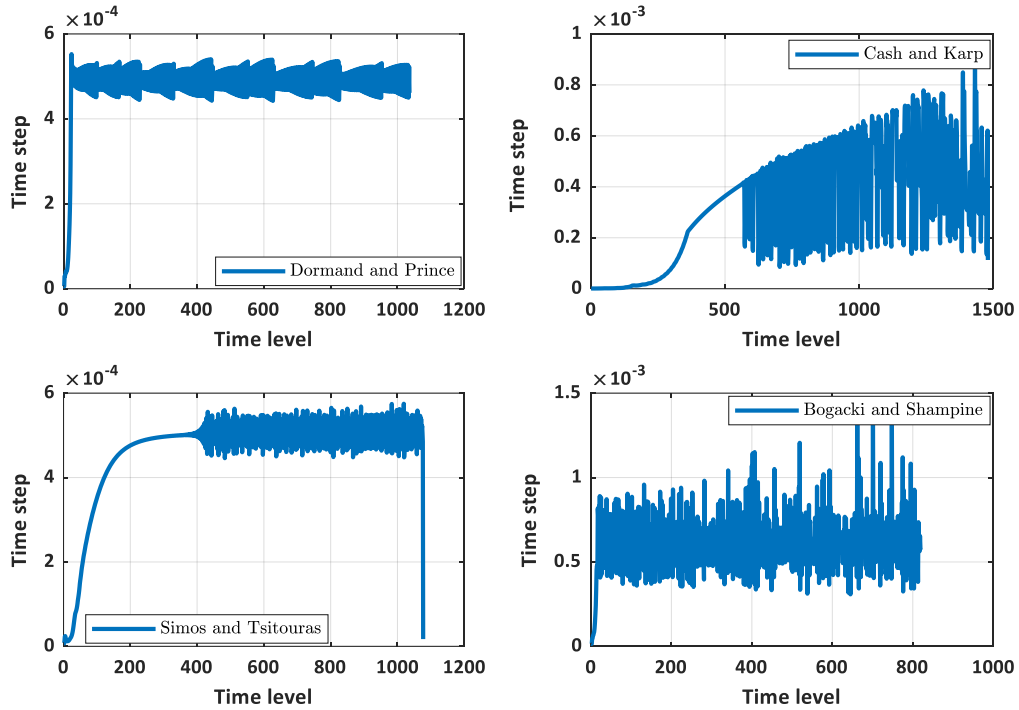 ×10⁻⁴
6
4
2
0
Time step
Dormand and Prince
0 200 400 600 800 1000 1200
Time level
×10⁻³
1
0.8
0.6
0.4
0.2
0
Time step
Cash and Karp
0 500 1000 1500
Time level
×10⁻⁴
6
4
2
0
Time step
Simos and Tsitouras
0 200 400 600 800 1000 1200
Time level
×10⁻³
1.5
1
0.5
0
Time step
Bogacki and Shampine
0 200 400 600 800 1000
Time level